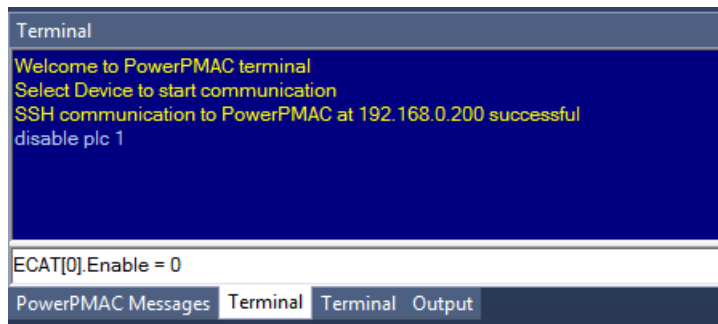 Terminal
Welcome to PowerPMAC terminal
Select Device to start communication
SSH communication to PowerPMAC at 192.168.0.200 successful
disable plc 1
ECAT[0].Enable = 0
PowerPMAC Messages Terminal Terminal Output